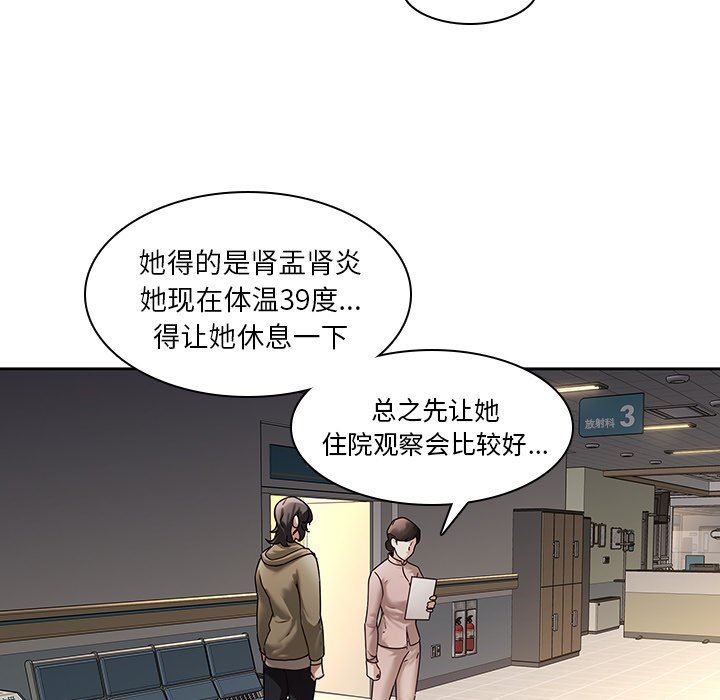 她得的是肾盂肾炎
她现在体温39度...
得让她休息一下
总之先让她
住院观察会比较好...
放射科 3